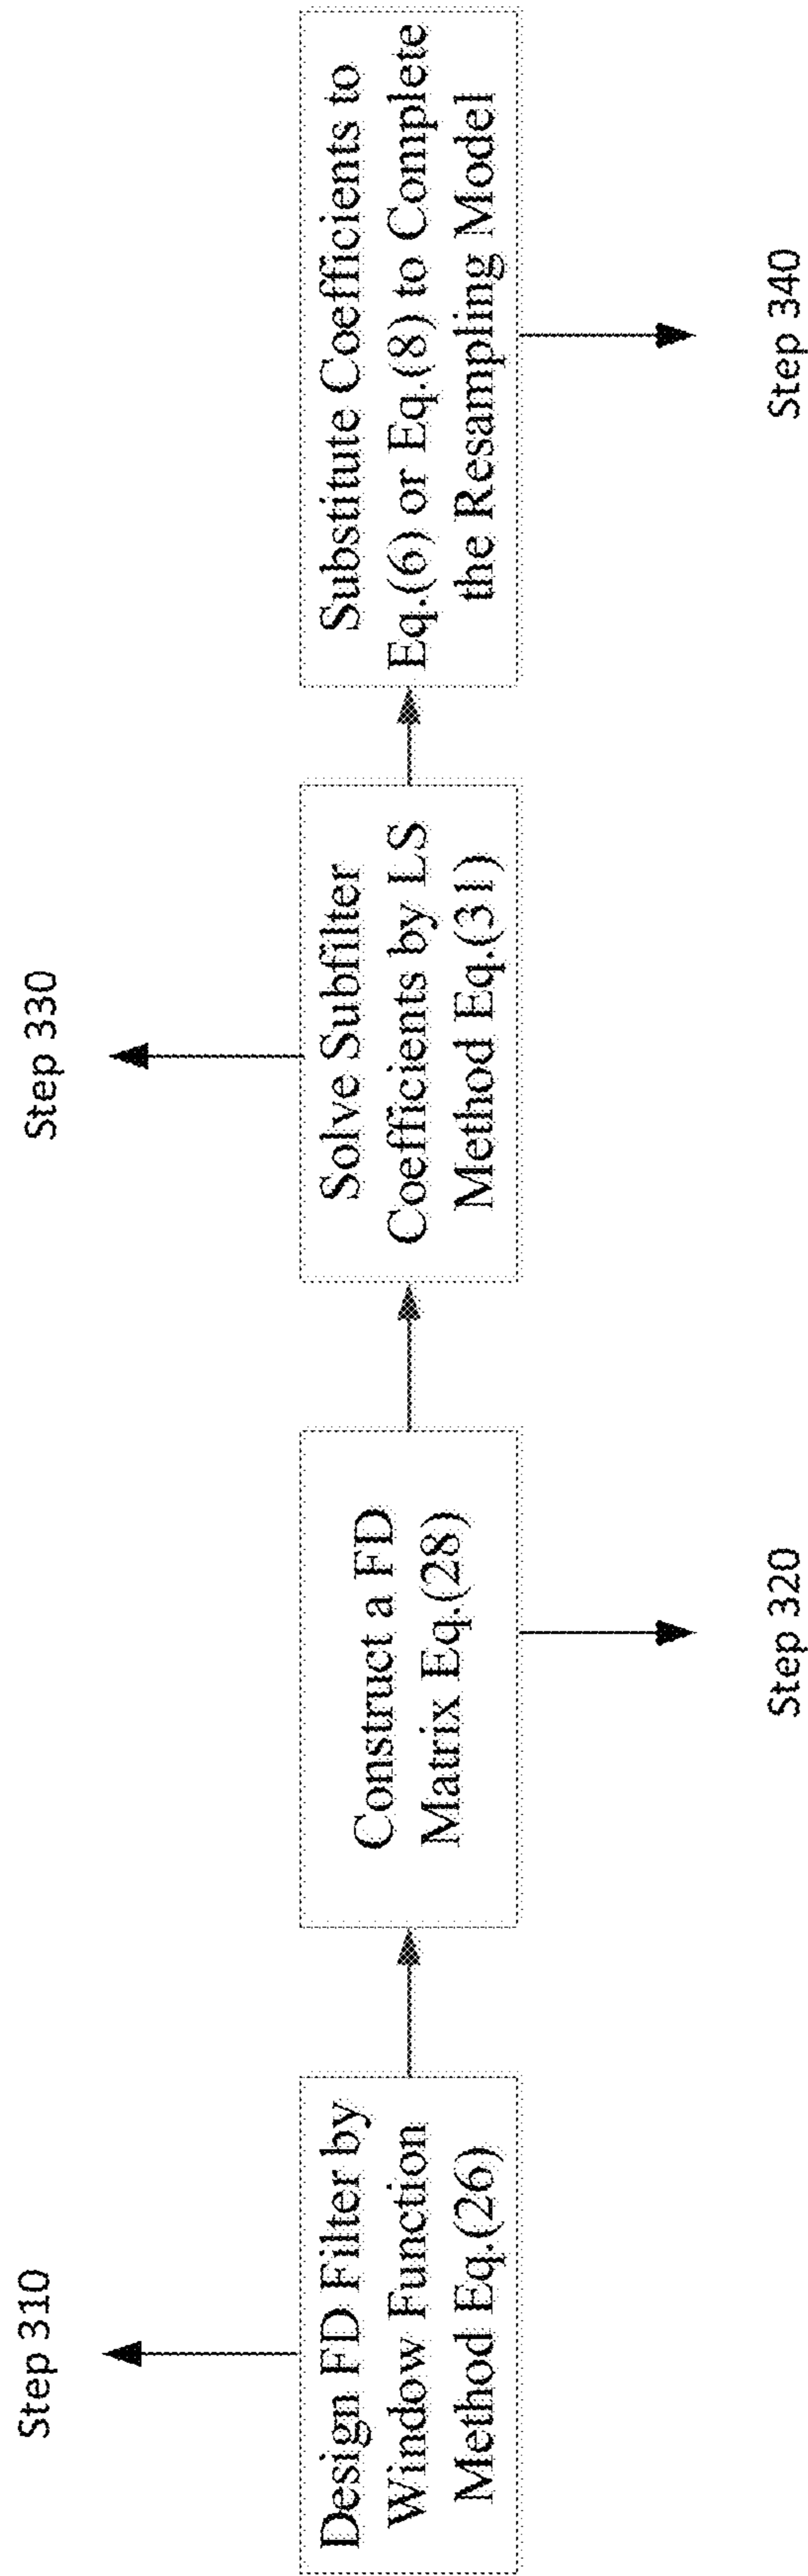 Step 310
Design FD Filter by
Window Function
Method Eq.(26)
Construct a FD
Matrix Eq.(28)
Step 320
Step 330
Solve Subfilter
Coefficients by LS
Method Eq.(31)
Substitute Coefficients to
Eq.(6) or Eq.(8) to Complete
the Resampling Model
Step 340